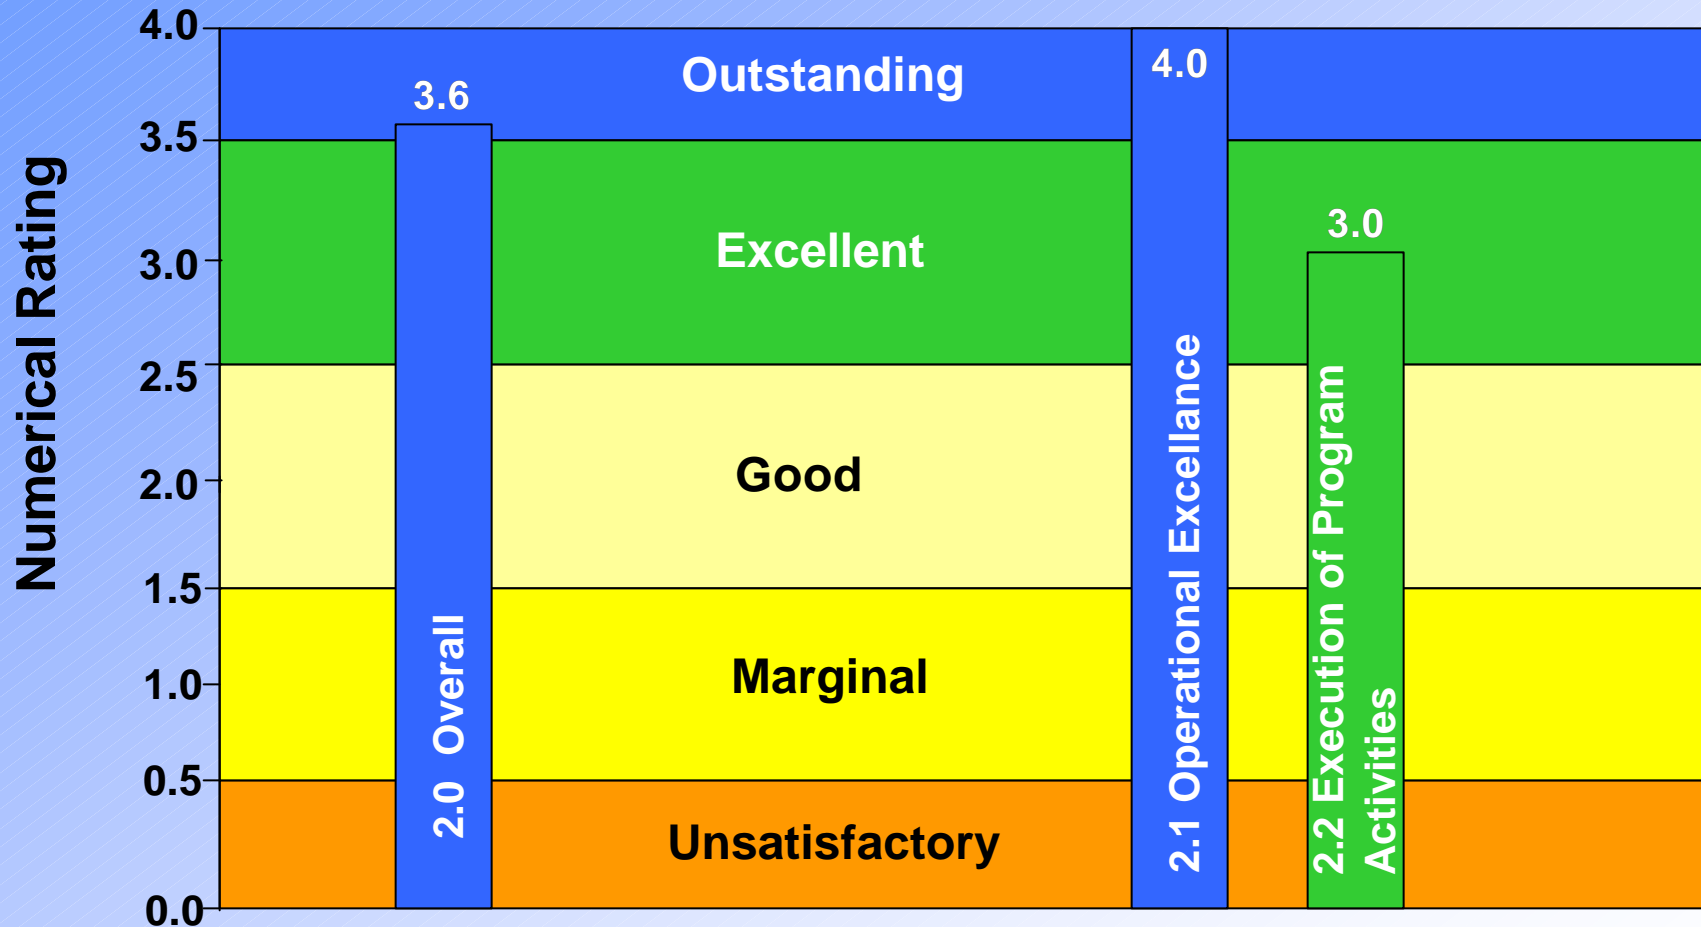 4.0
3.5
3.0
2.5
2.0
1.5
1.0
0.5
0.0
Numerical Rating
Outstanding
Excellent
Good
Marginal
Unsatisfactory
3.6
2.0 Overall
4.0
2.1 Operational Excellance
3.0
2.2 Execution of Program
Activities